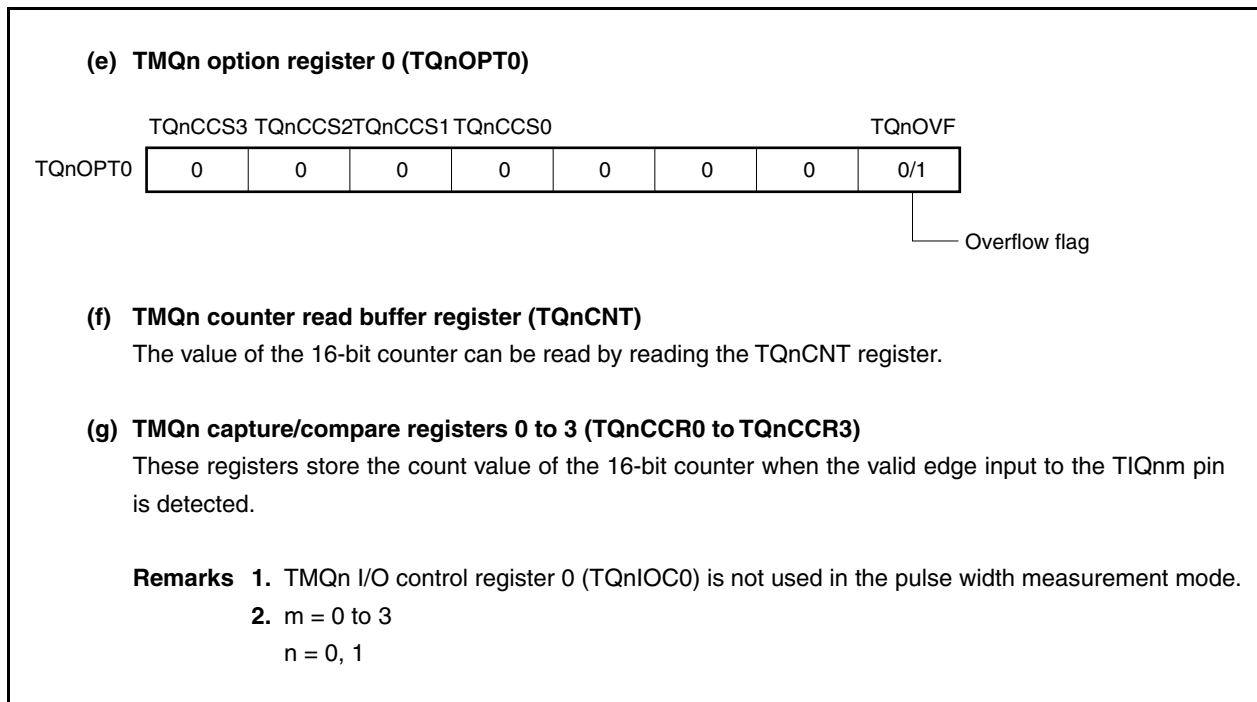 (e) TMQn option register 0 (TQnOPT0)
TQnCCS3 TQnCCS2TQnCCS1TQnCCS0 TQnOVF
TQnOPT0 0 0 0 0 0 0 0 0/1
Overflow flag
(f) TMQn counter read buffer register (TQnCNT)
The value of the 16-bit counter can be read by reading the TQnCNT register.
(g) TMQn capture/compare registers 0 to 3 (TQnCCR0 to TQnCCR3)
These registers store the count value of the 16-bit counter when the valid edge input to the TIQnm pin
is detected.
Remarks 1. TMQn I/O control register 0 (TQnIOC0) is not used in the pulse width measurement mode.
2. m = 0 to 3
n = 0, 1